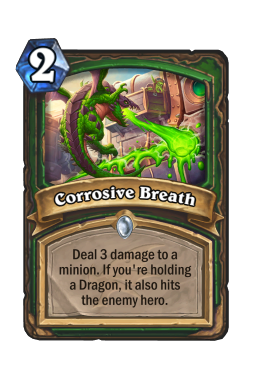 2
Corrosive Breath
Deal 3 damage to a
minion. If you're holding
a Dragon, it also hits
the enemy hero.